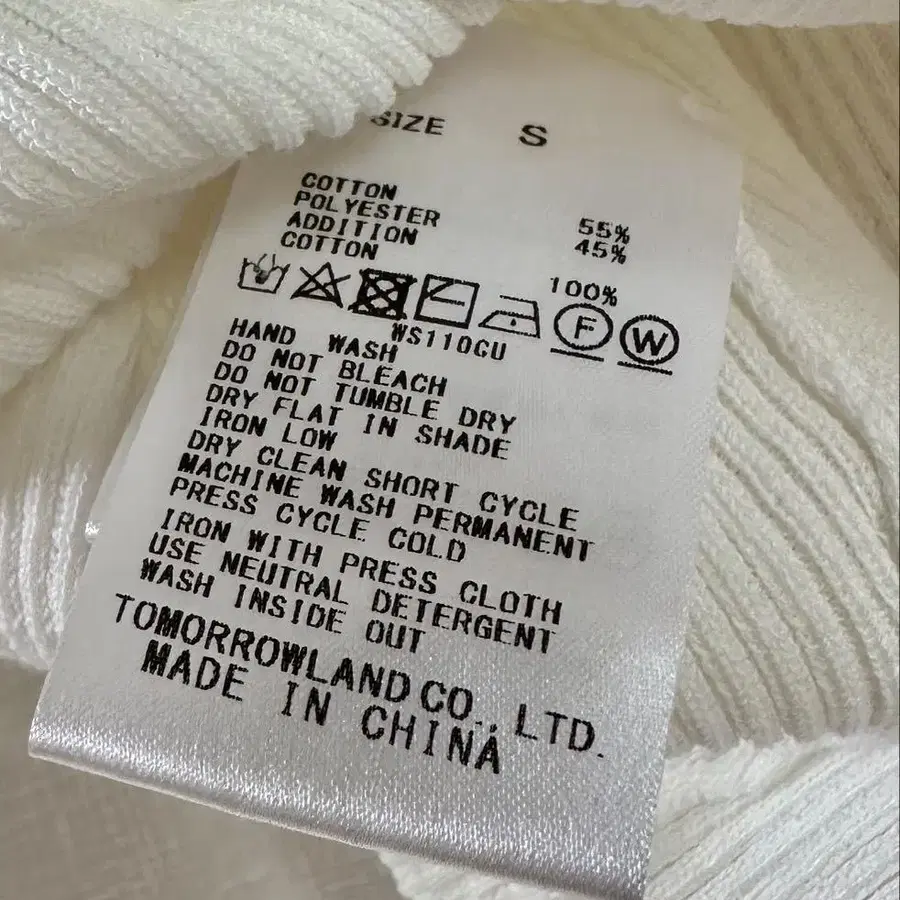 SIZE S
COTTON 55%
POLYESTER 45%
ADDITION
COTTON 100%
F W
WS110GU
HAND WASH
DO NOT BLEACH
DO NOT TUMBLE DRY
DRY FLAT IN SHADE
IRON LOW
DRY CLEAN SHORT CYCLE
MACHINE WASH PERMANENT
PRESS CYCLE COLD
IRON WITH PRESS CLOTH
USE NEUTRAL DETERGENT
WASH INSIDE OUT
TOMORROWLAND CO., LTD.
MADE IN CHINA